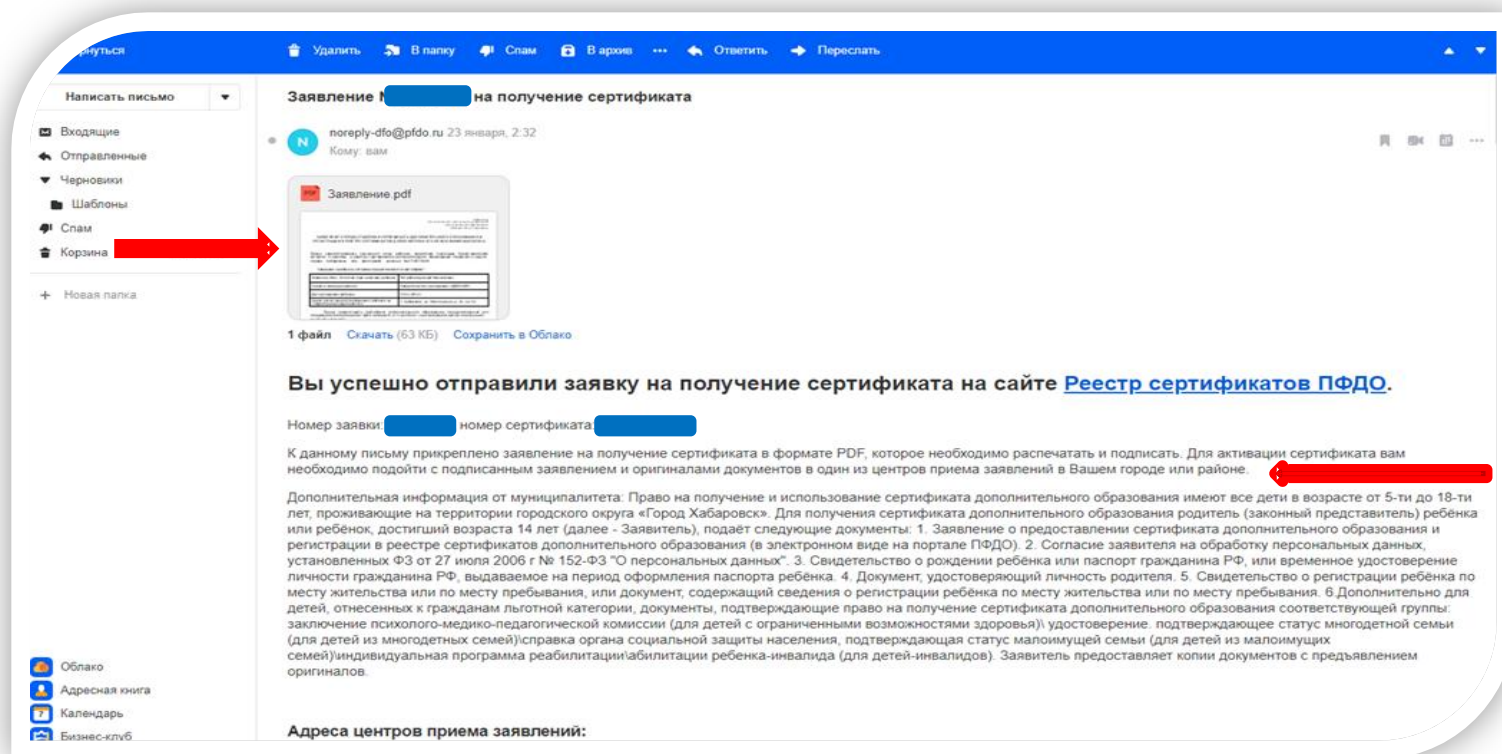 рнуться
Удалить В папку Спам В архив ... Ответить Переслать
Написать письмо
Входящие
Отправленные
Черновики
Шаблоны
Спам
Корзина
+ Новая папка
Заявление на получение сертификата
noreply-dfo@pfdo.ru 23 января, 2:32
Кому: вам
N
PDF Заявление.pdf
1 файл Скачать (63 КБ) Сохранить в Облако
Вы успешно отправили заявку на получение сертификата на сайте Реестр сертификатов ПФДО.
Номер заявки: номер сертификата:
К данному письму прикреплено заявление на получение сертификата в формате PDF, которое необходимо распечатать и подписать. Для активации сертификата вам
необходимо подойти с подписанным заявлением и оригиналами документов в один из центров приема заявлений в Вашем городе или районе.
Дополнительная информация от муниципалитета: Право на получение и использование сертификата дополнительного образования имеют все дети в возрасте от 5-ти до 18-ти
лет, проживающие на территории городского округа «Город Хабаровск». Для получения сертификата дополнительного образования родитель (законный представитель) ребёнка
или ребёнок, достигший возраста 14 лет (далее - Заявитель), подаёт следующие документы: 1. Заявление о предоставлении сертификата дополнительного образования и
регистрации в реестре сертификатов дополнительного образования (в электронном виде на портале ПФДО). 2. Согласие заявителя на обработку персональных данных,
установленных ФЗ от 27 июля 2006 г № 152-ФЗ "О персональных данных". 3. Свидетельство о рождении ребёнка или паспорт гражданина РФ, или временное удостоверение
личности гражданина РФ, выдаваемое на период оформления паспорта ребёнка. 4. Документ, удостоверяющий личность родителя. 5. Свидетельство о регистрации ребёнка по
месту жительства или по месту пребывания, или документ, содержащий сведения о регистрации ребёнка по месту жительства или по месту пребывания. 6.Дополнительно для
детей, отнесенных к гражданам льготной категории, документы, подтверждающие право на получение сертификата дополнительного образования соответствующей группы:
заключение психолого-медико-педагогической комиссии (для детей с ограниченными возможностями здоровья)\ удостоверение. подтверждающее статус многодетной семьи
(для детей из многодетных семей)\справка органа социальной защиты населения, подтверждающая статус малоимущей семьи (для детей из малоимущих
семей)\индивидуальная программа реабилитации\абилитации ребенка-инвалида (для детей-инвалидов). Заявитель предоставляет копии документов с предъявлением
оригиналов.
Адреса центров приема заявлений:
Облако
Адресная книга
7 Календарь
Бизнес-клуб